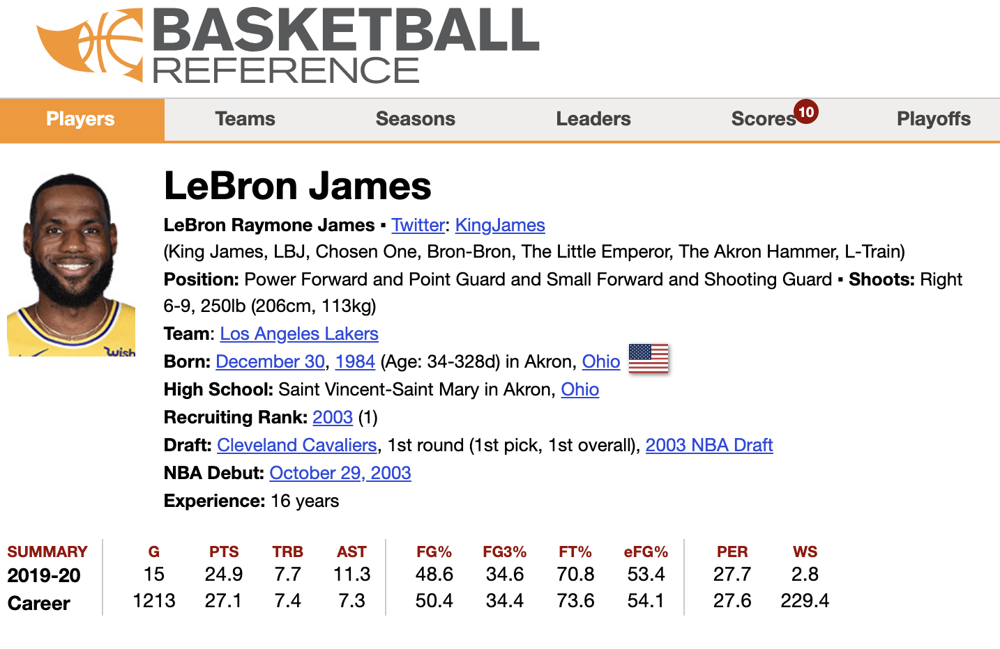 BASKETBALL
REFERENCE
Players Teams Seasons Leaders Scores 10 Playoffs
LeBron James
LeBron Raymone James ▪ Twitter: KingJames
(King James, LBJ, Chosen One, Bron-Bron, The Little Emperor, The Akron Hammer, L-Train)
Position: Power Forward and Point Guard and Small Forward and Shooting Guard ▪ Shoots: Right
6-9, 250lb (206cm, 113kg)
Team: Los Angeles Lakers
Born: December 30, 1984 (Age: 34-328d) in Akron, Ohio
High School: Saint Vincent-Saint Mary in Akron, Ohio
Recruiting Rank: 2003 (1)
Draft: Cleveland Cavaliers, 1st round (1st pick, 1st overall), 2003 NBA Draft
NBA Debut: October 29, 2003
Experience: 16 years
wish
SUMMARY G PTS TRB AST FG% FG3% FT% eFG% PER WS
2019-20 15 24.9 7.7 11.3 48.6 34.6 70.8 53.4 27.7 2.8
Career 1213 27.1 7.4 7.3 50.4 34.4 73.6 54.1 27.6 229.4